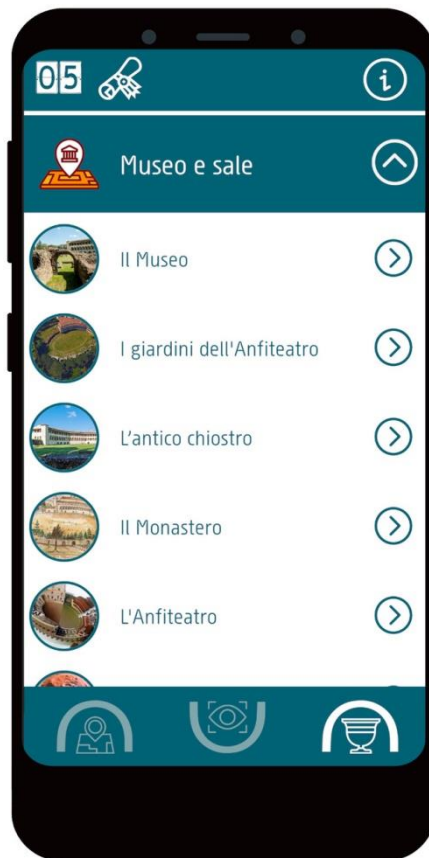 05
Museo e sale
Il Museo
I giardini dell'Anfiteatro
L’antico chiostro
Il Monastero
L'Anfiteatro